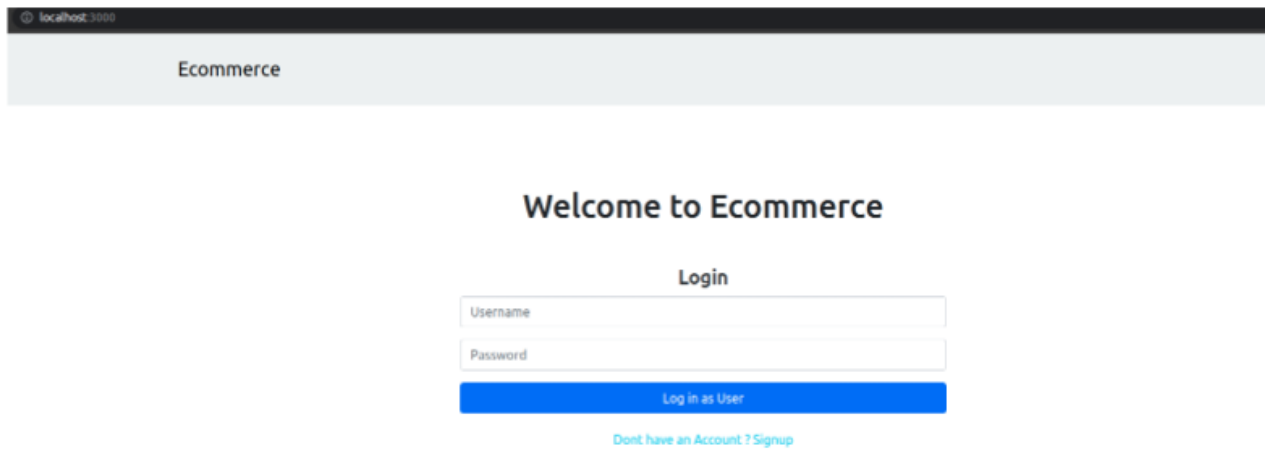 localhost:3000
Ecommerce
Welcome to Ecommerce
Login
Username
Password
Log in as User
Dont have an Account ? Signup